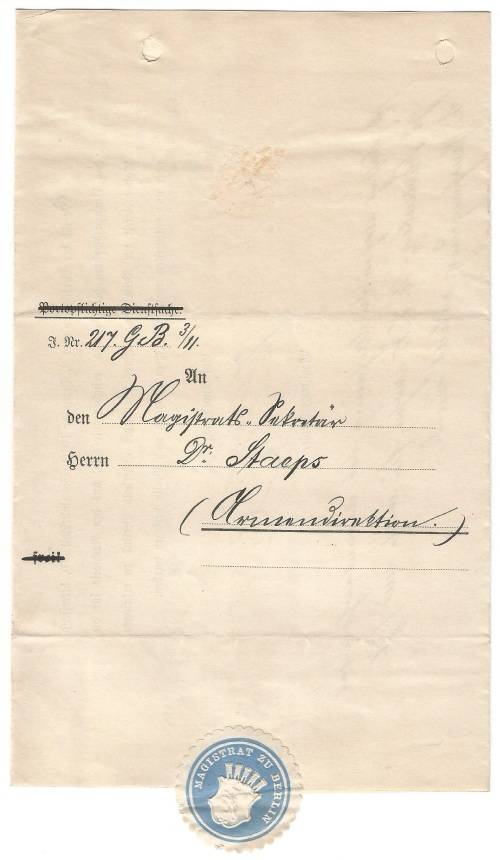 Portopflichtige Dienstsache.
J. Nr. 217. G.B. 3/11.
An
den Magistrats-Sekretär
Herrn Dr. Staeps
(Armendirektion.)
frei!
MAGISTRAT ZU BERLIN